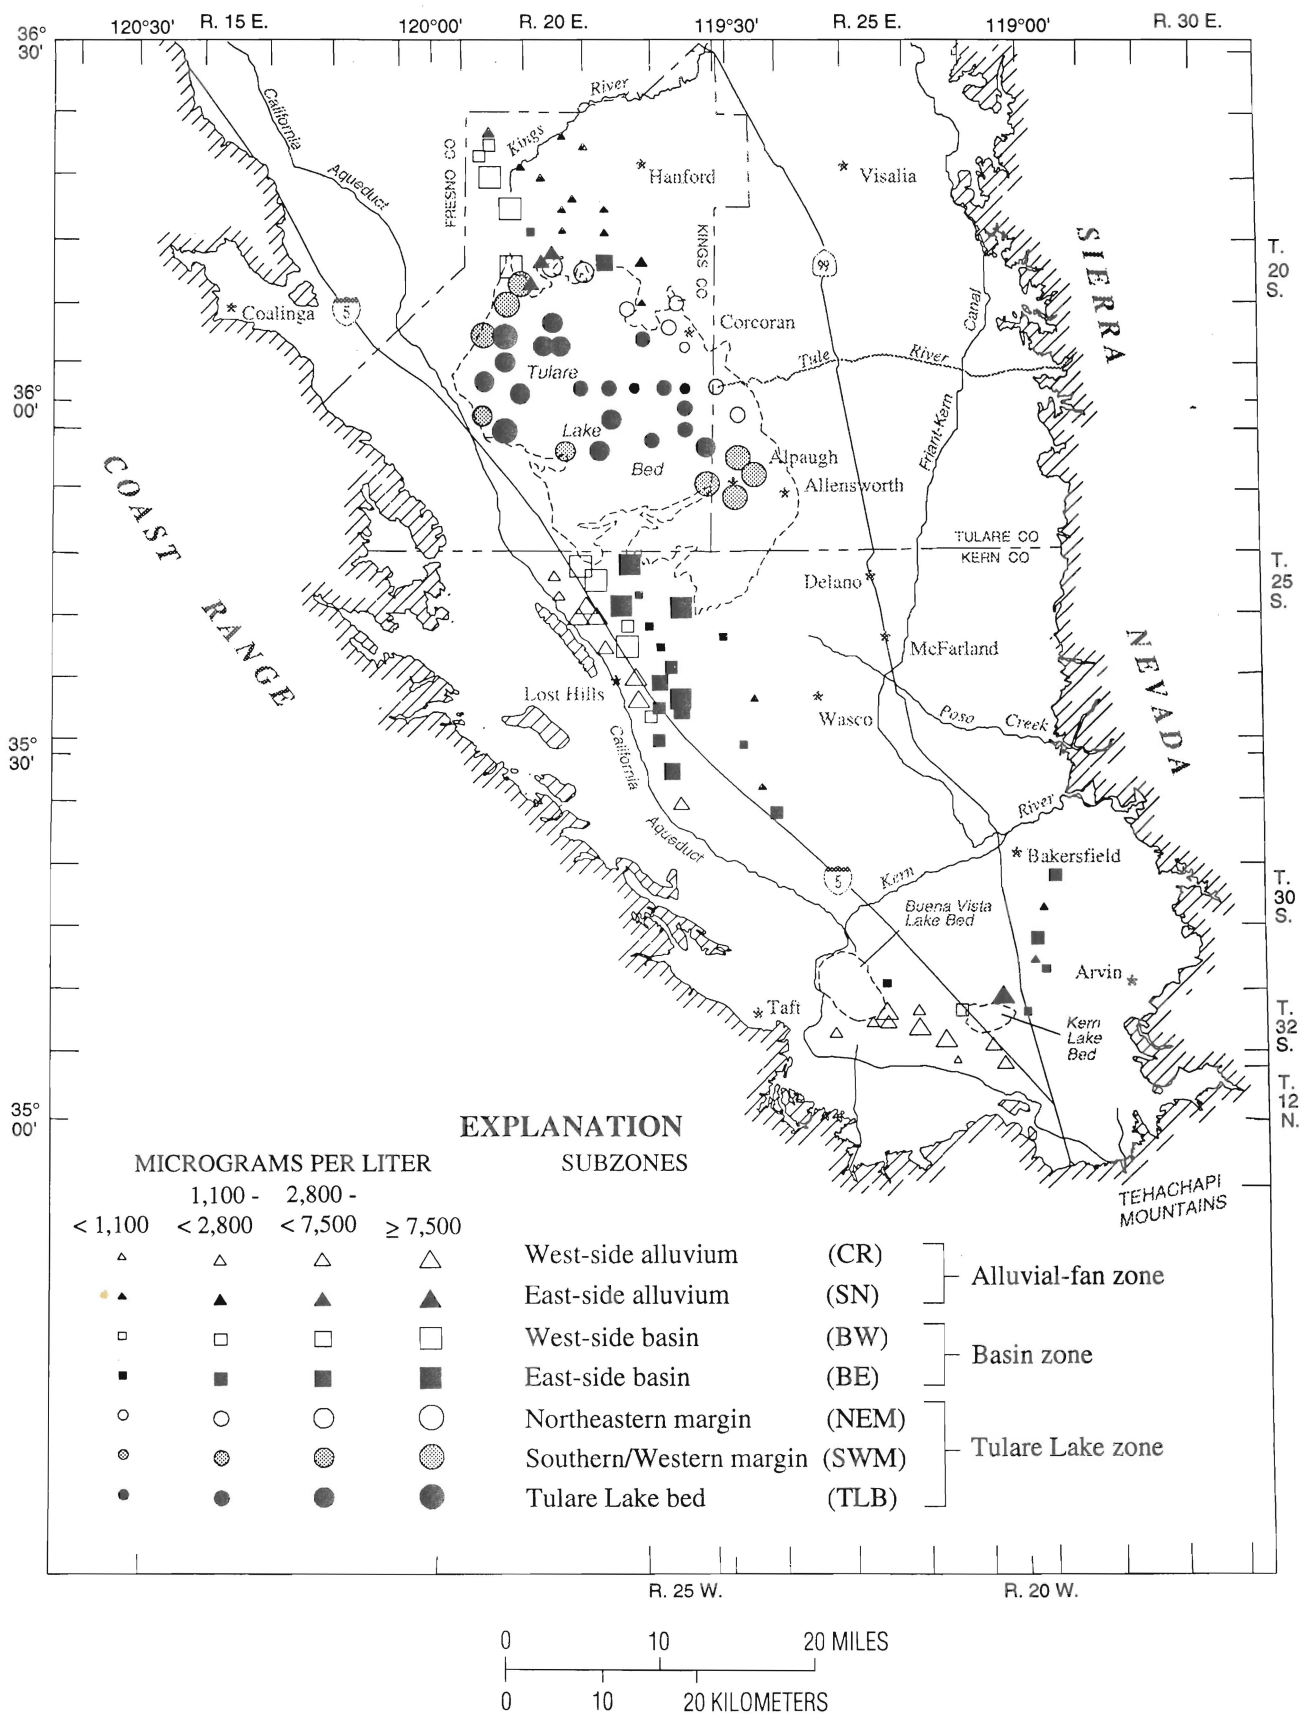 120°30' R. 15 E. 120°00' R. 20 E. 119°30' R. 25 E. 119°00' R. 30 E.
36°
30'
River
California
Kings
FRESNO CO
Hanford
Visalia
Aqueduct
SIERRA
KINGS CO
99
T.
20
S.
Coalinga
5
Canal
Corcoran
Tule River
Tulare
36°
00'
Friant-Kern
Lake
Bed
Alpaugh
Allensworth
COAST
RANGE
TULARE CO
KERN CO
T.
25
S.
Delano
McFarland
NEVADA
Lost Hills
Wasco
Poso Creek
35°
30'
California
Aqueduct
River
Bakersfield
5
Kern
T.
30
S.
Buena Vista
Lake Bed
Arvin
Taft
Kern
Lake
Bed
T.
32
S.
T.
12
N.
35°
00'
TEHACHAPI
MOUNTAINS
EXPLANATION
MICROGRAMS PER LITER SUBZONES
1,100 - 2,800 -
< 1,100 < 2,800 < 7,500 ≥ 7,500
West-side alluvium (CR)
Alluvial-fan zone
East-side alluvium (SN)
West-side basin (BW)
Basin zone
East-side basin (BE)
Northeastern margin (NEM)
Southern/Western margin (SWM) Tulare Lake zone
Tulare Lake bed (TLB)
R. 25 W. R. 20 W.
0 10 20 MILES
0 10 20 KILOMETERS